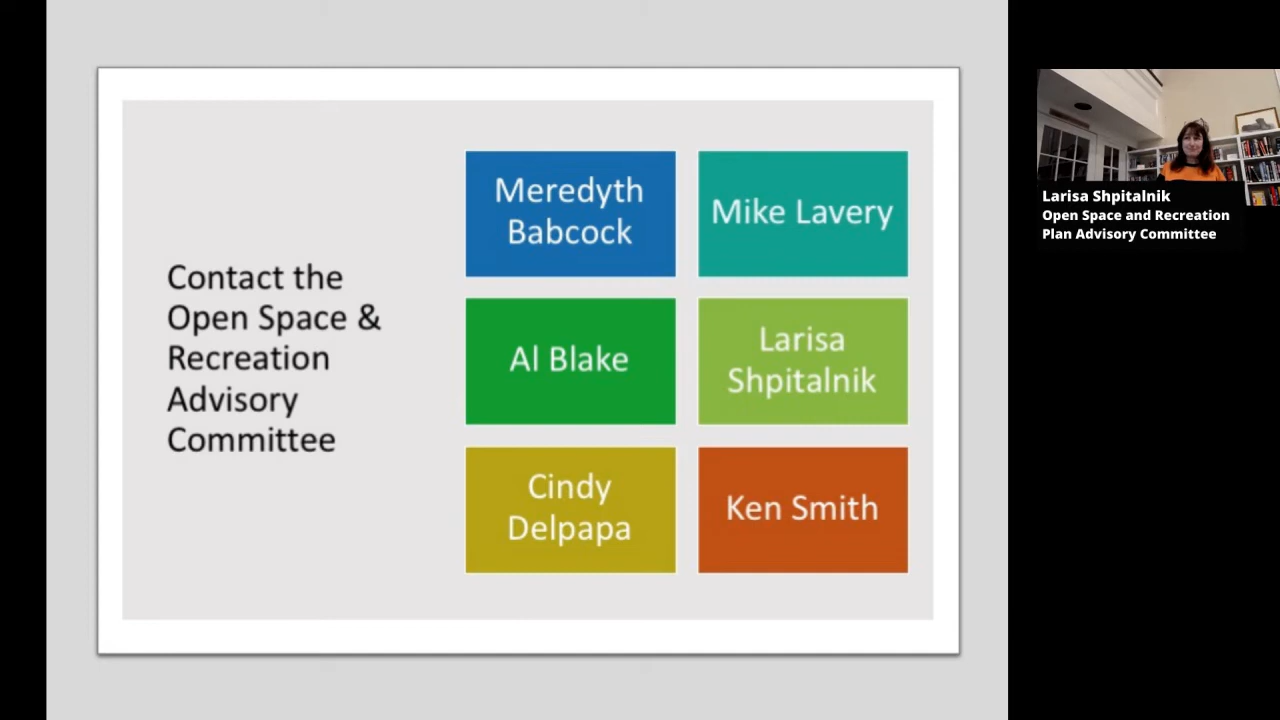 Contact the
Open Space &
Recreation
Advisory
Committee
Meredyth
Babcock
Mike Lavery
Al Blake
Larisa
Shpitalnik
Cindy
Delpapa
Ken Smith
Larisa Shpitalnik
Open Space and Recreation
Plan Advisory Committee